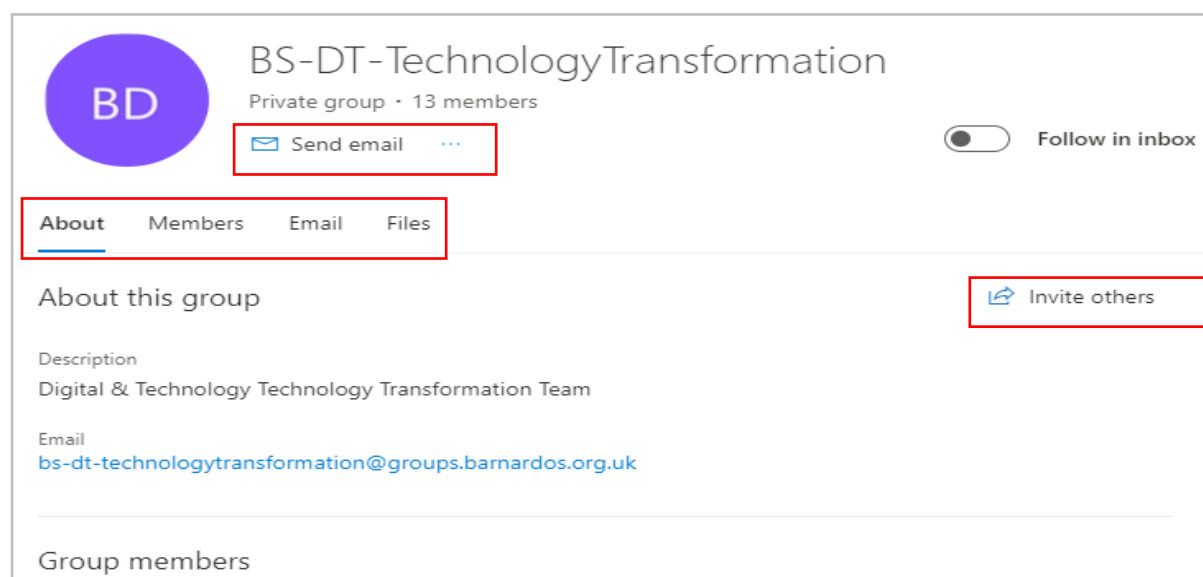 BD
BS-DT-TechnologyTransformation
Private group · 13 members
Send email ...
Follow in inbox
About Members Email Files
About this group
Invite others
Description
Digital & Technology Technology Transformation Team
Email
bs-dt-technologytransformation@groups.barnardos.org.uk
Group members